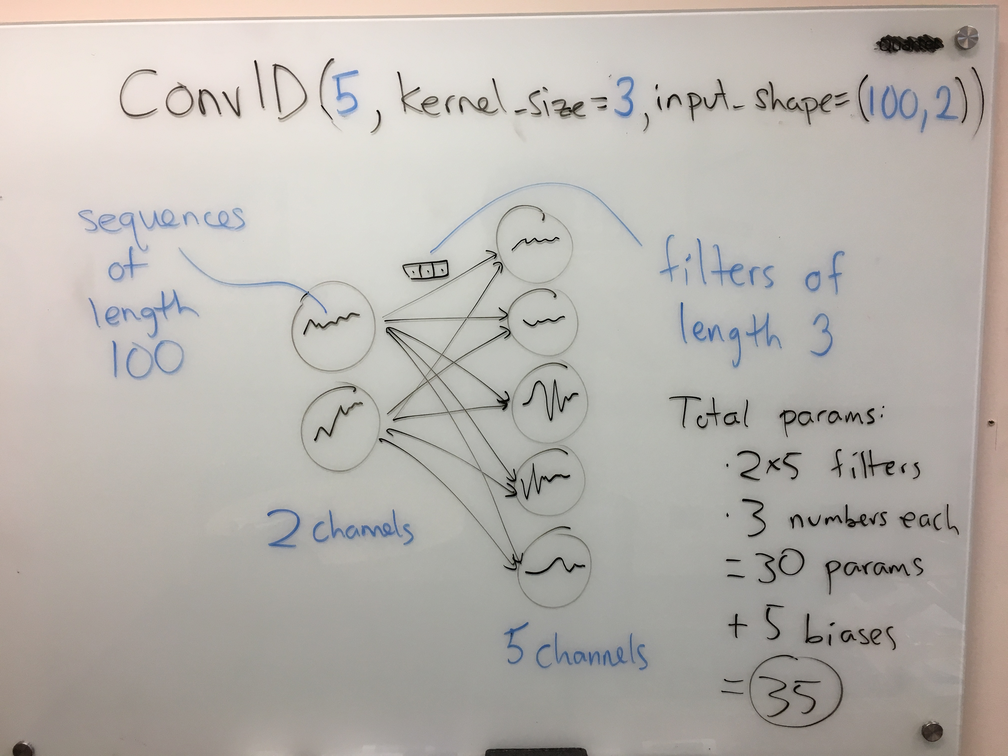 Conv1D(5, kernel_size=3, input_shape=(100,2))
sequences
of
length
100
filters of
length 3
2 channels
5 channels
Total params:
· 2×5 filters
· 3 numbers each
= 30 params
+ 5 biases
= 35